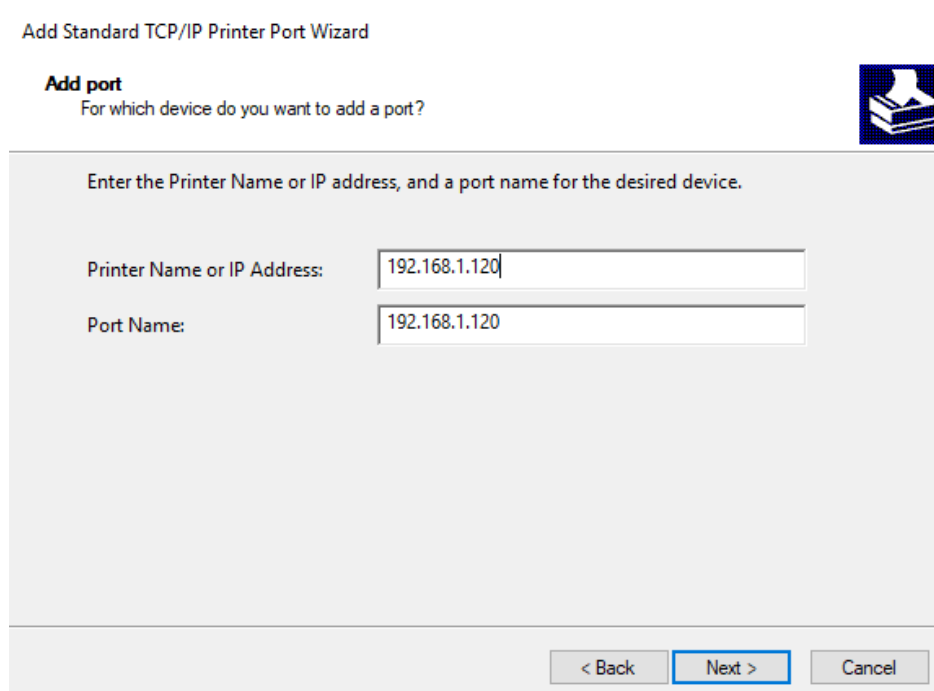 Add Standard TCP/IP Printer Port Wizard
Add port
For which device do you want to add a port?
Enter the Printer Name or IP address, and a port name for the desired device.
Printer Name or IP Address: 192.168.1.120
Port Name: 192.168.1.120
< Back Next > Cancel